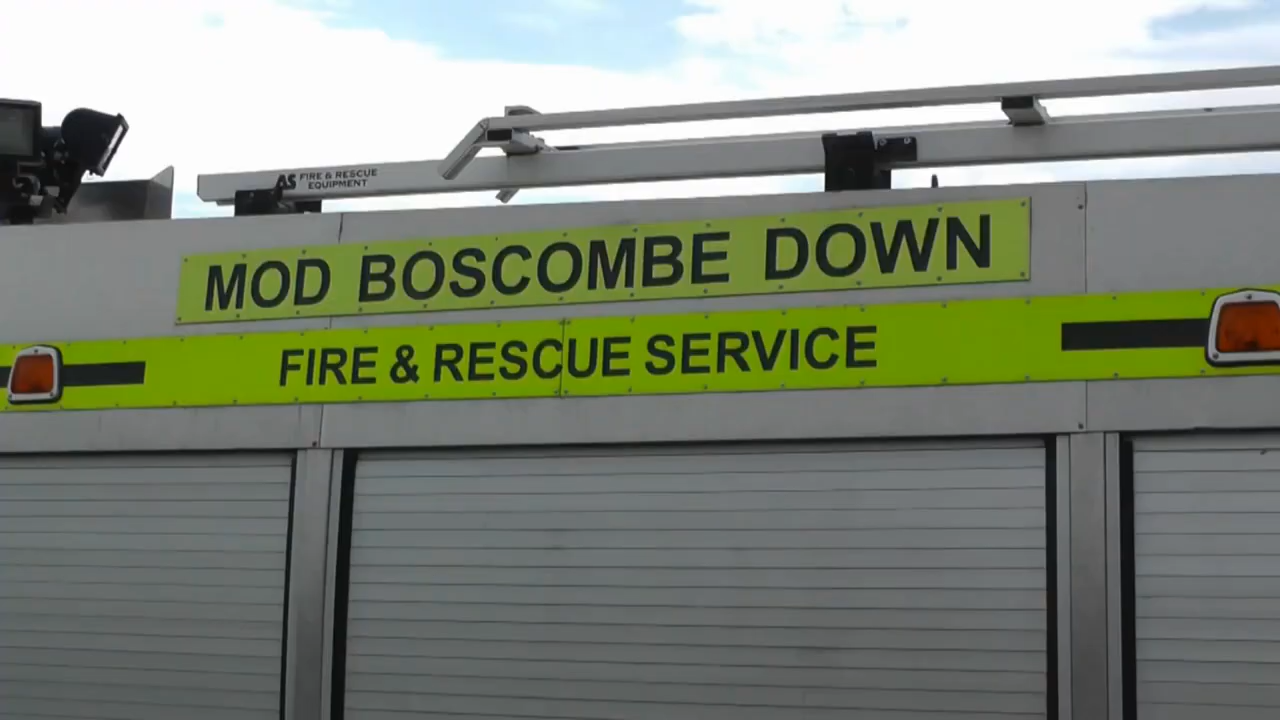 AS FIRE & RESCUE
EQUIPMENT
MOD BOSCOMBE DOWN
FIRE & RESCUE SERVICE